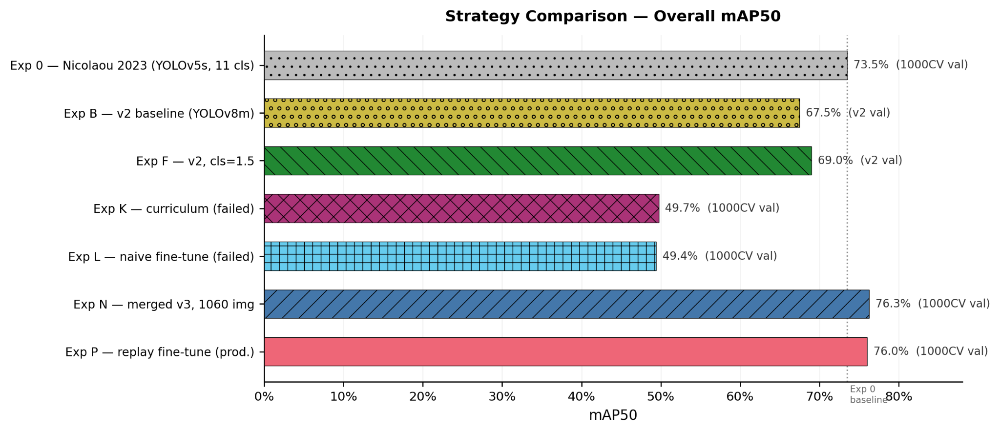 Strategy Comparison — Overall mAP50
Exp 0 — Nicolaou 2023 (YOLOv5s, 11 cls)
73.5% (1000CV val)
Exp B — v2 baseline (YOLOv8m)
67.5% (v2 val)
Exp F — v2, cls=1.5
69.0% (v2 val)
Exp K — curriculum (failed)
49.7% (1000CV val)
Exp L — naive fine-tune (failed)
49.4% (1000CV val)
Exp N — merged v3, 1060 img
76.3% (1000CV val)
Exp P — replay fine-tune (prod.)
76.0% (1000CV val)
0% 10% 20% 30% 40% 50% 60% 70% 80%
Exp 0
baseline
mAP50